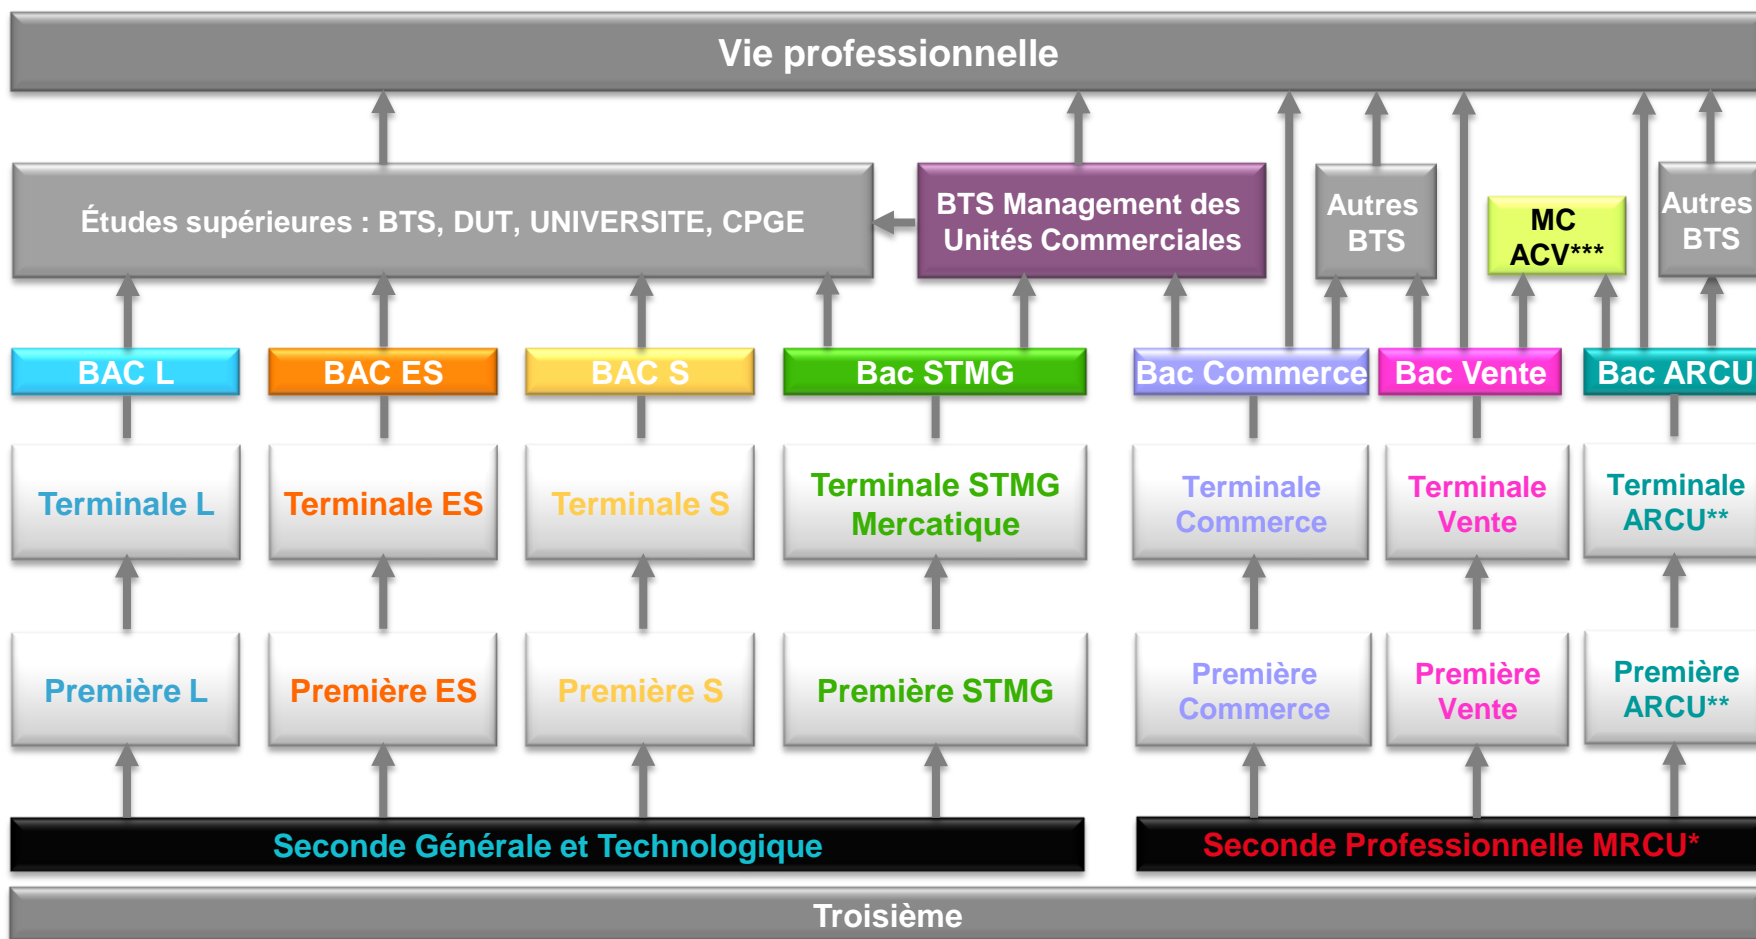 Vie professionnelle
Études supérieures : BTS, DUT, UNIVERSITE, CPGE
BTS Management des
Unités Commerciales
Autres
BTS
MC
ACV***
Autres
BTS
BAC L
BAC ES
BAC S
Bac STMG
Bac Commerce
Bac Vente
Bac ARCU
Terminale L
Terminale ES
Terminale S
Terminale STMG
Mercatique
Terminale
Commerce
Terminale
Vente
Terminale
ARCU**
Première L
Première ES
Première S
Première STMG
Première
Commerce
Première
Vente
Première
ARCU**
Seconde Générale et Technologique
Seconde Professionnelle MRCU*
Troisième